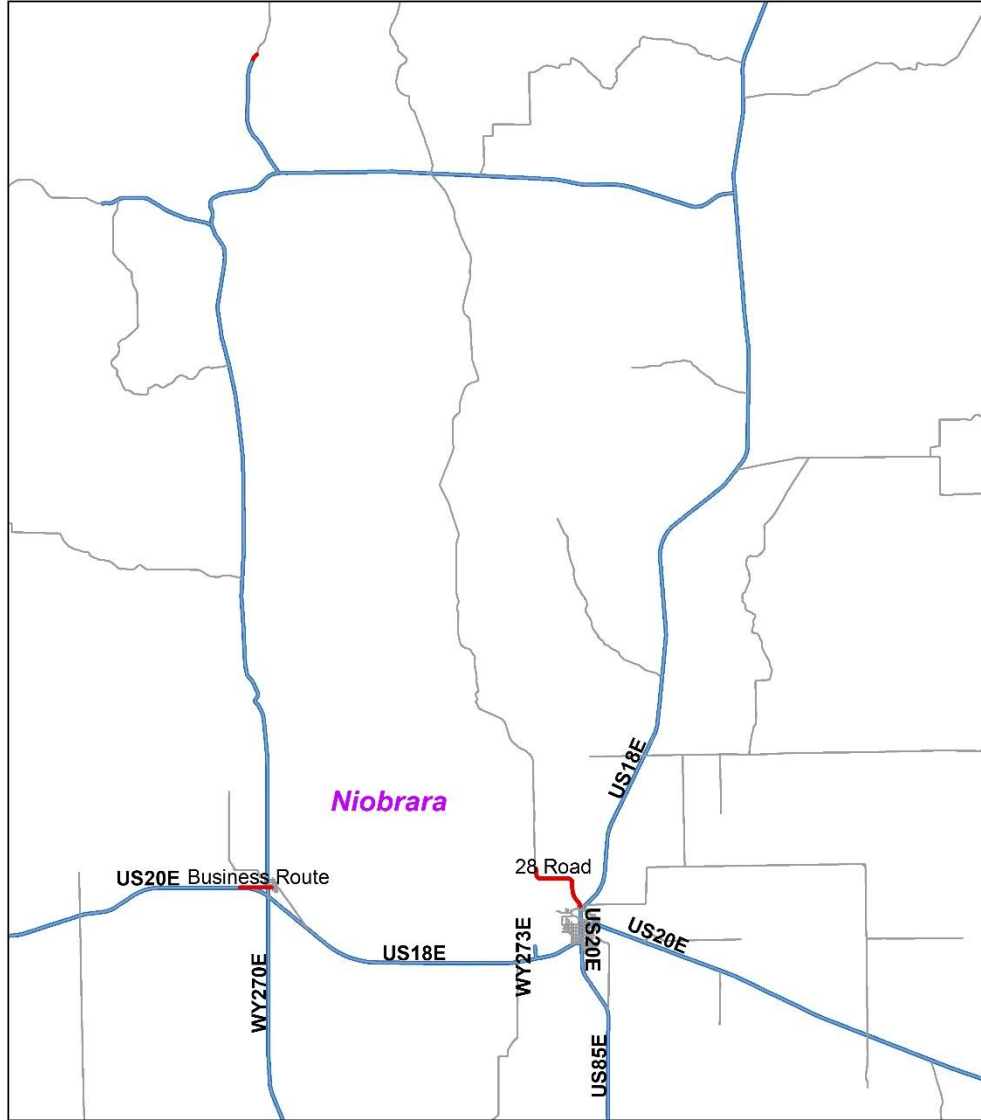 US18E
Niobrara
28 Road
US20E
Business Route
US20E
US20E
WY273E
US18E
WY270E
US85E